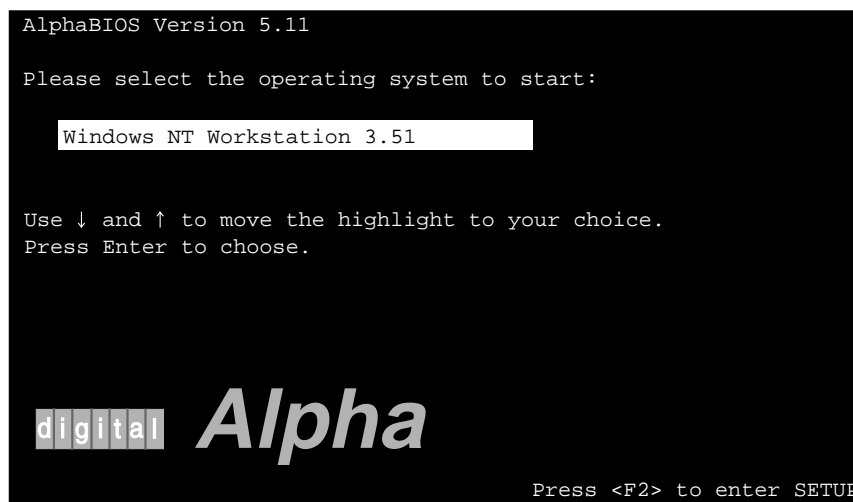 AlphaBIOS Version 5.11
Please select the operating system to start:
Windows NT Workstation 3.51
Use ↓ and ↑ to move the highlight to your choice.
Press Enter to choose.
digital Alpha
Press <F2> to enter SETUP